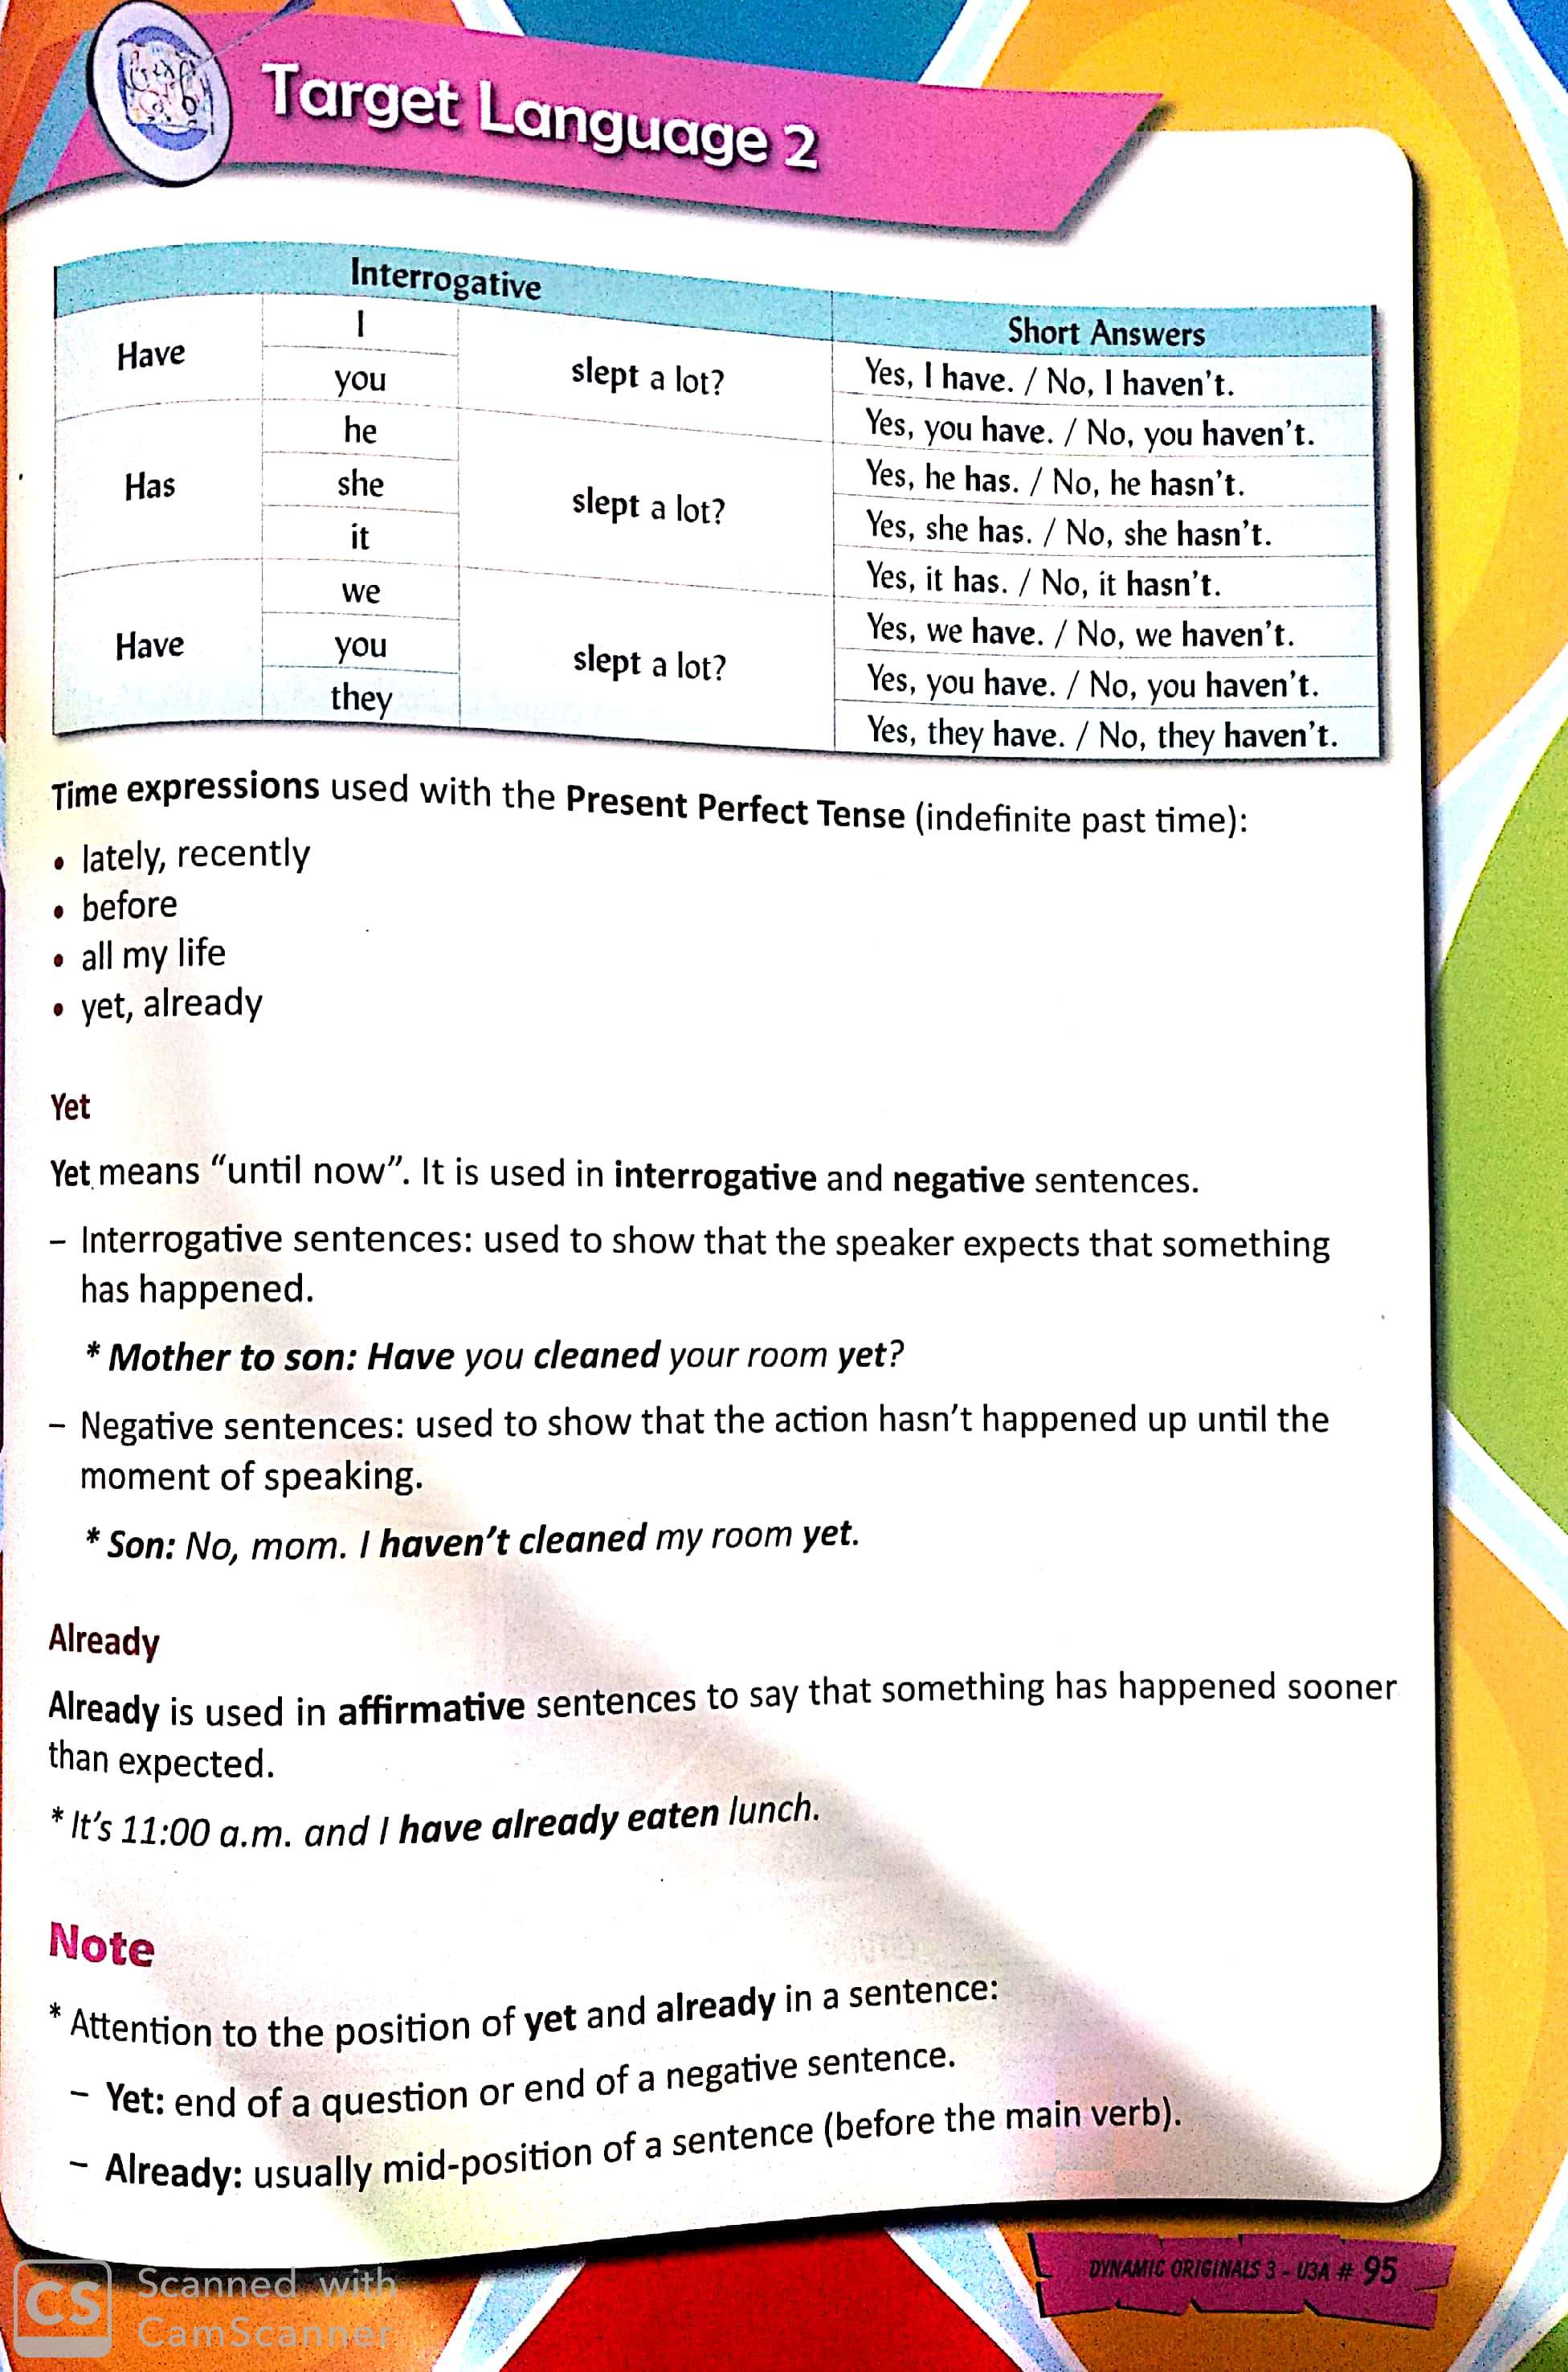 Target Language 2
Interrogative
Short Answers
Have
I
you
slept a lot?
Yes, I have. / No, I haven't.
Yes, you have. / No, you haven't.
Has
he
she
it
slept a lot?
Yes, he has. / No, he hasn't.
Yes, she has. / No, she hasn't.
Yes, it has. / No, it hasn't.
Have
we
you
they
slept a lot?
Yes, we have. / No, we haven't.
Yes, you have. / No, you haven't.
Yes, they have. / No, they haven't.
Time expressions used with the Present Perfect Tense (indefinite past time):
• lately, recently
• before
• all my life
• yet, already
Yet
Yet means “until now”. It is used in interrogative and negative sentences.
– Interrogative sentences: used to show that the speaker expects that something
has happened.
* Mother to son: Have you cleaned your room yet?
– Negative sentences: used to show that the action hasn't happened up until the
moment of speaking.
* Son: No, mom. I haven't cleaned my room yet.
Already
Already is used in affirmative sentences to say that something has happened sooner
than expected.
* It's 11:00 a.m. and I have already eaten lunch.
Note
* Attention to the position of yet and already in a sentence:
– Yet: end of a question or end of a negative sentence.
– Already: usually mid-position of a sentence (before the main verb).
DYNAMIC ORIGINALS 3 - U3A # 95
CS
Scanned with
CamScanner